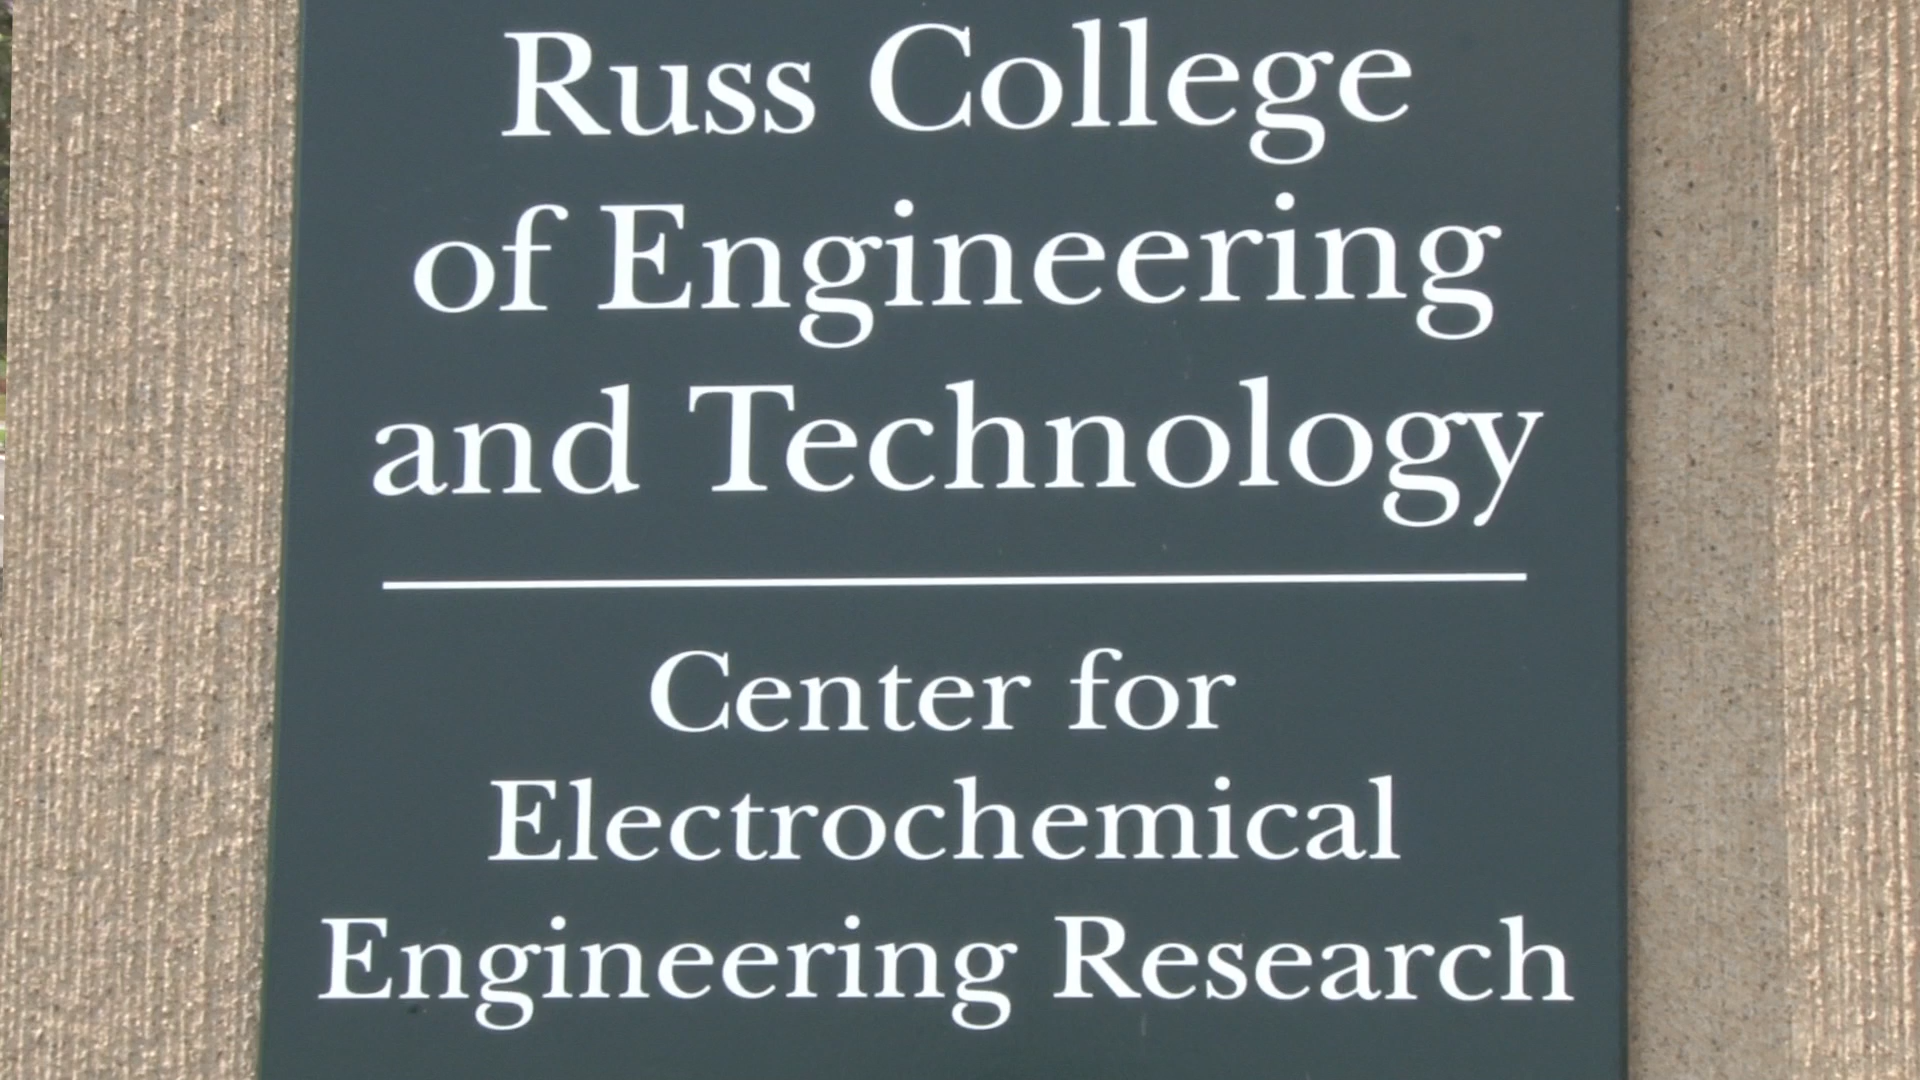 Russ College
of Engineering
and Technology
Center for
Electrochemical
Engineering Research